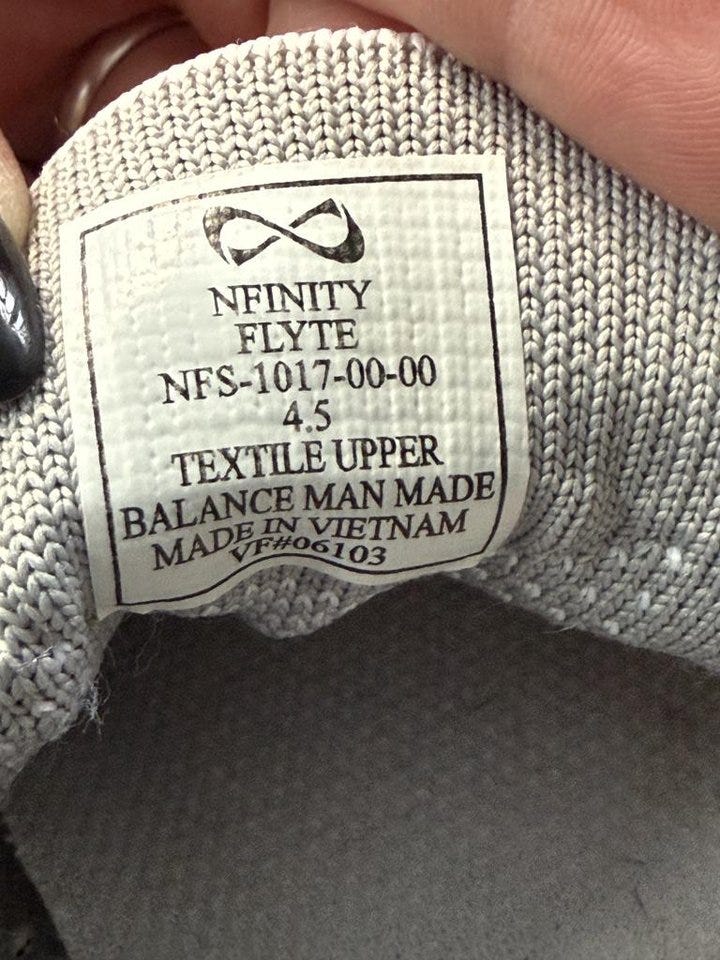 NFINITY
FLYTE
NFS-1017-00-00
4.5
TEXTILE UPPER
BALANCE MAN MADE
MADE IN VIETNAM
VF#06103